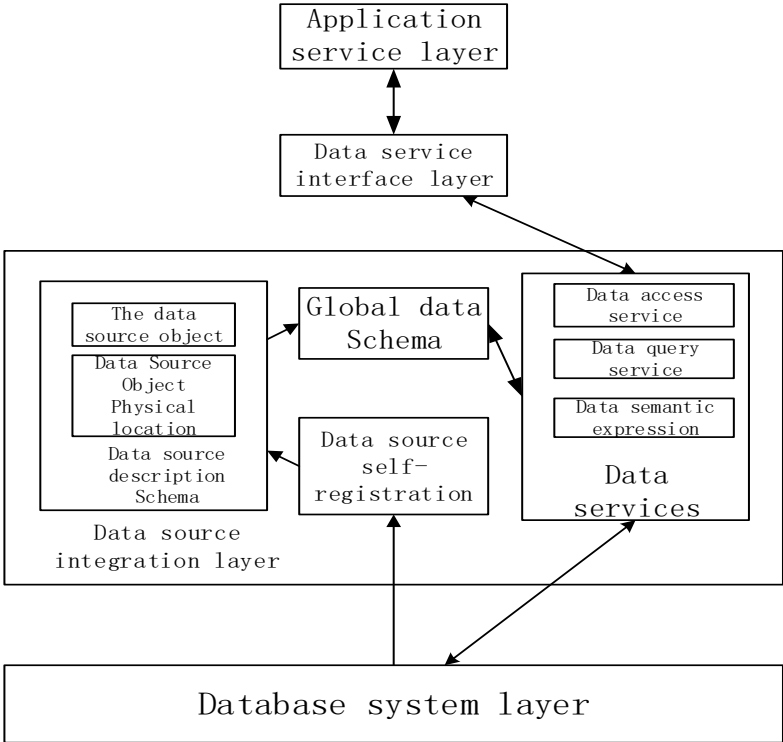 Application
service layer
Data service
interface layer
The data
source object
Data Source
Object
Physical
location
Data source
description
Schema
Global data
Schema
Data source
self-
registration
Data access
service
Data query
service
Data semantic
expression
Data
services
Data source
integration layer
Database system layer